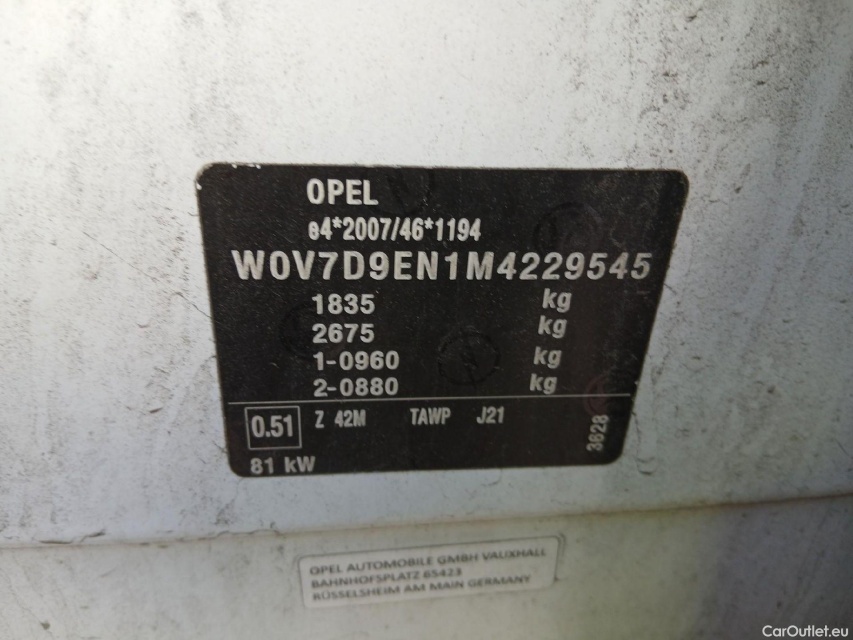 OPEL
e4*2007/46*1194
W0V7D9EN1M4229545
1835 kg
2675 kg
1-0960 kg
2-0880 kg
0.51 Z 42M TAWP J21
3628
81 kW
OPEL AUTOMOBILE GMBH VAUXHALL
BAHNHOFSPLATZ 65423
RÜSSELSHEIM AM MAIN GERMANY
CarOutlet.eu